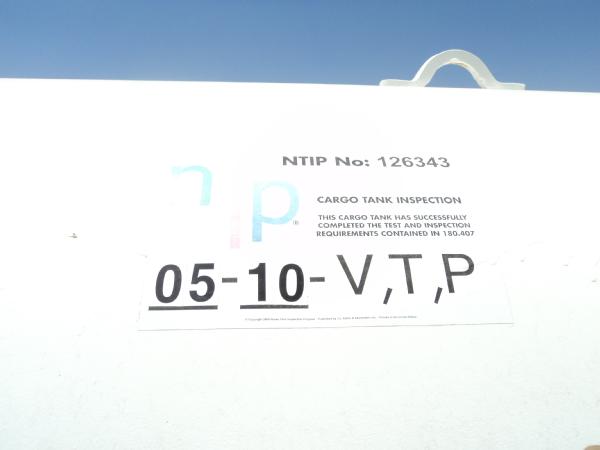 NTIP No: 126343
n
p®
CARGO TANK INSPECTION
THIS CARGO TANK HAS SUCCESSFULLY
COMPLETED THE TEST AND INSPECTION
REQUIREMENTS CONTAINED IN 180.407
05-10-V,T,P